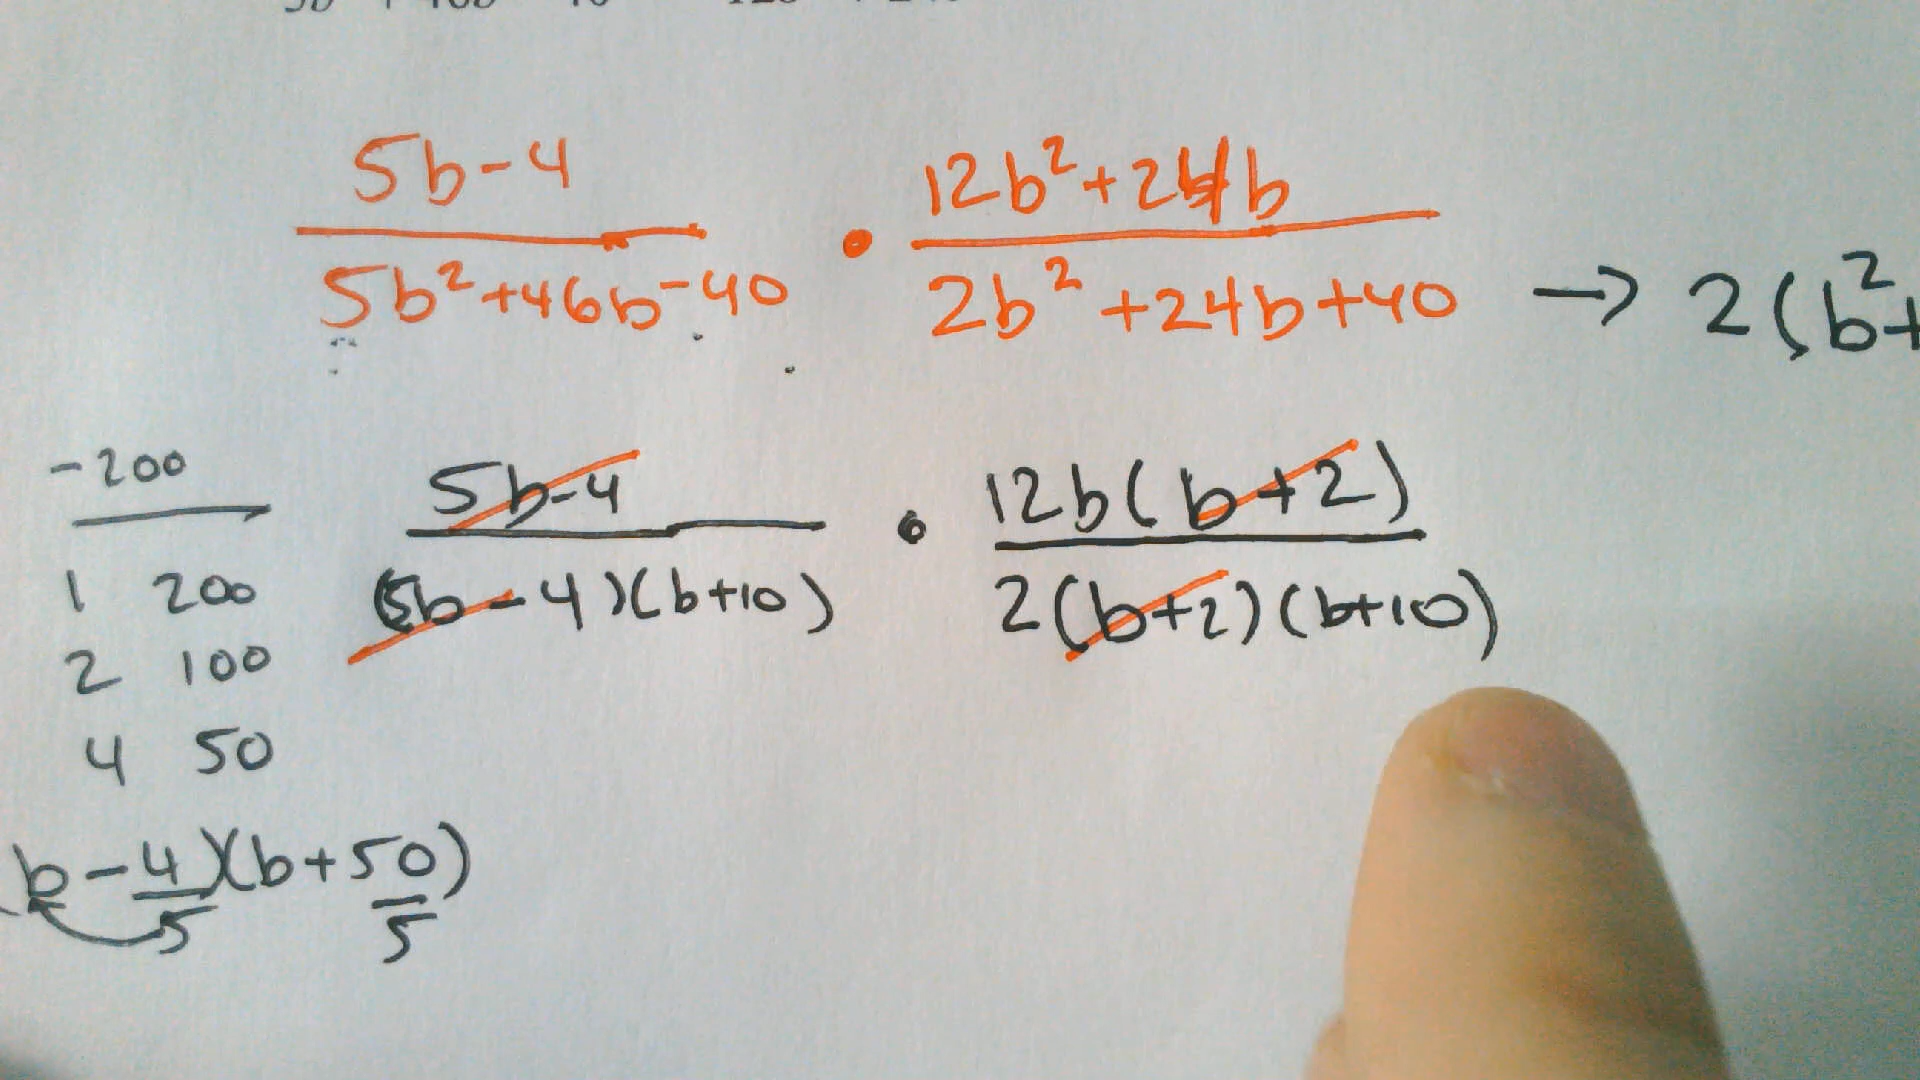 5b-4 12b²+24b
5b²+46b-40 • 2b²+24b+40 → 2(b²+
-200
5b-4 12b(b+2)
(5b-4)(b+10) • 2(b+2)(b+10)
1 200
2 100
4 50
b-4/5)(b+50/5)